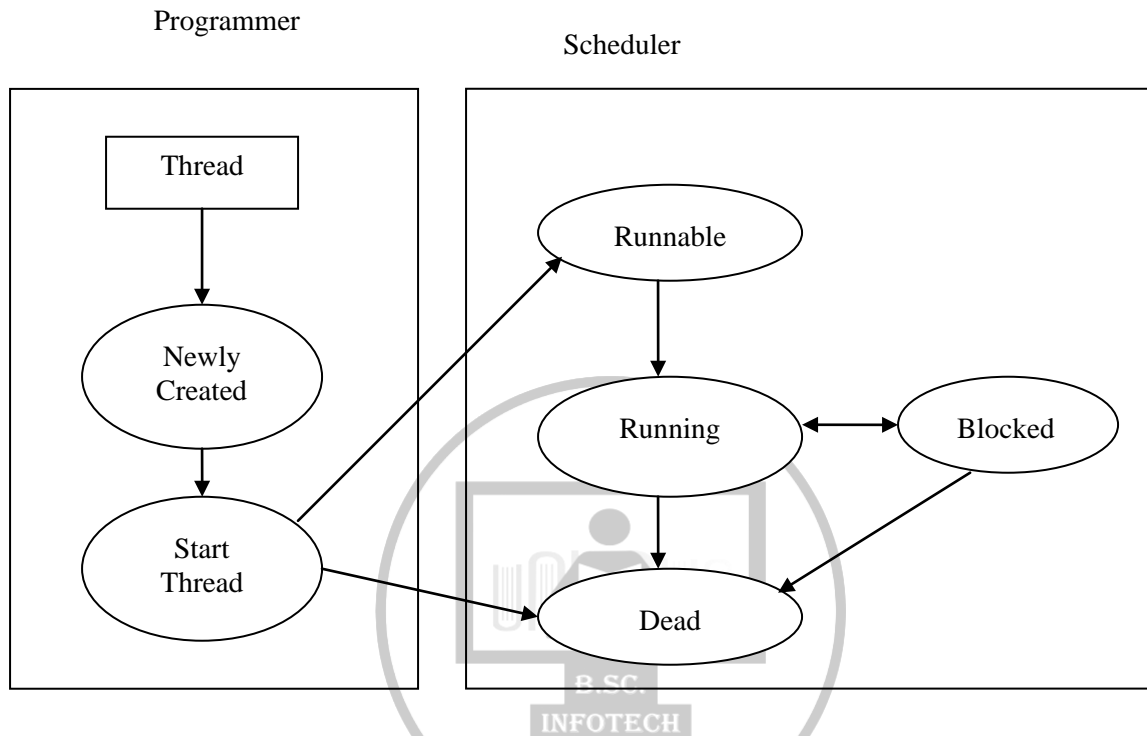 Programmer
Scheduler
Thread
Runnable
Newly
Created
Running
Blocked
Start
Thread
Dead
B.SC.
INFOTECH